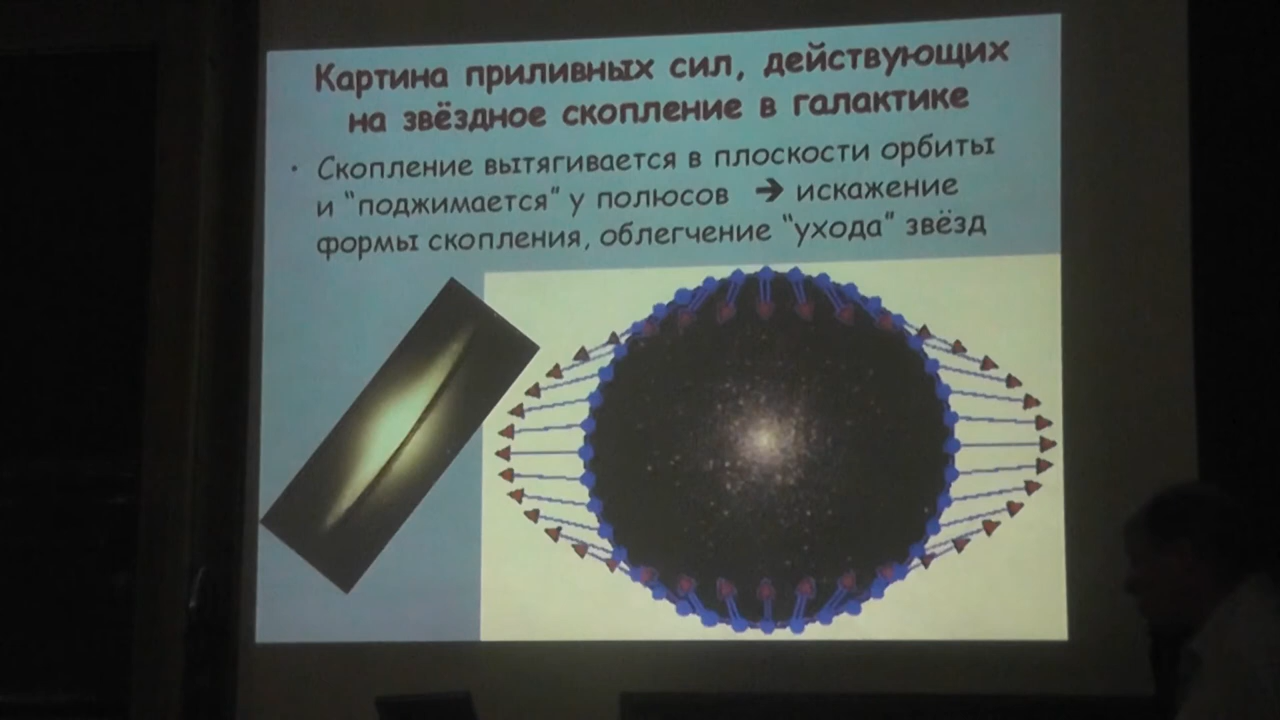 Картина приливных сил, действующих
на звёздное скопление в галактике
• Скопление вытягивается в плоскости орбиты
и "поджимается" у полюсов ➔ искажение
формы скопления, облегчение "ухода" звёзд